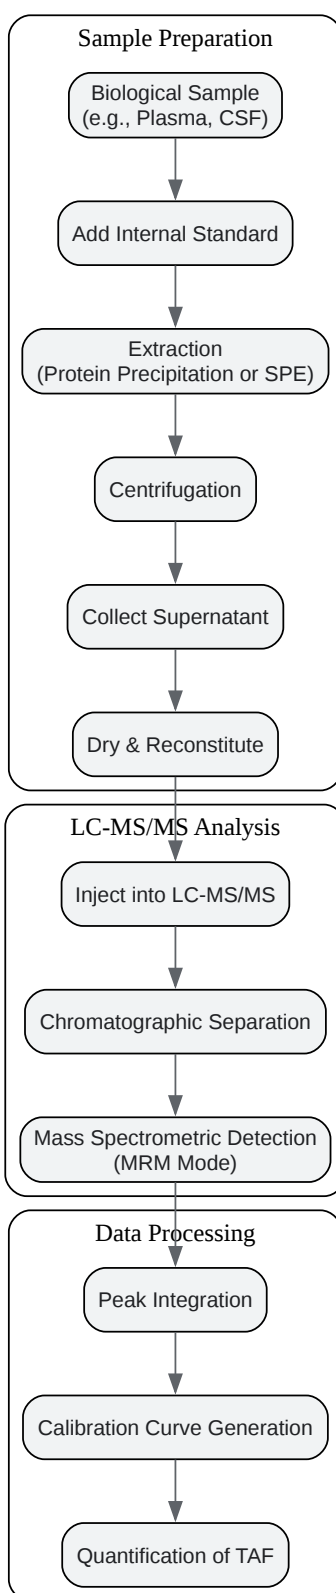 Sample Preparation
Biological Sample
(e.g., Plasma, CSF)
Add Internal Standard
Extraction
(Protein Precipitation or SPE)
Centrifugation
Collect Supernatant
Dry & Reconstitute
LC-MS/MS Analysis
Inject into LC-MS/MS
Chromatographic Separation
Mass Spectrometric Detection
(MRM Mode)
Data Processing
Peak Integration
Calibration Curve Generation
Quantification of TAF